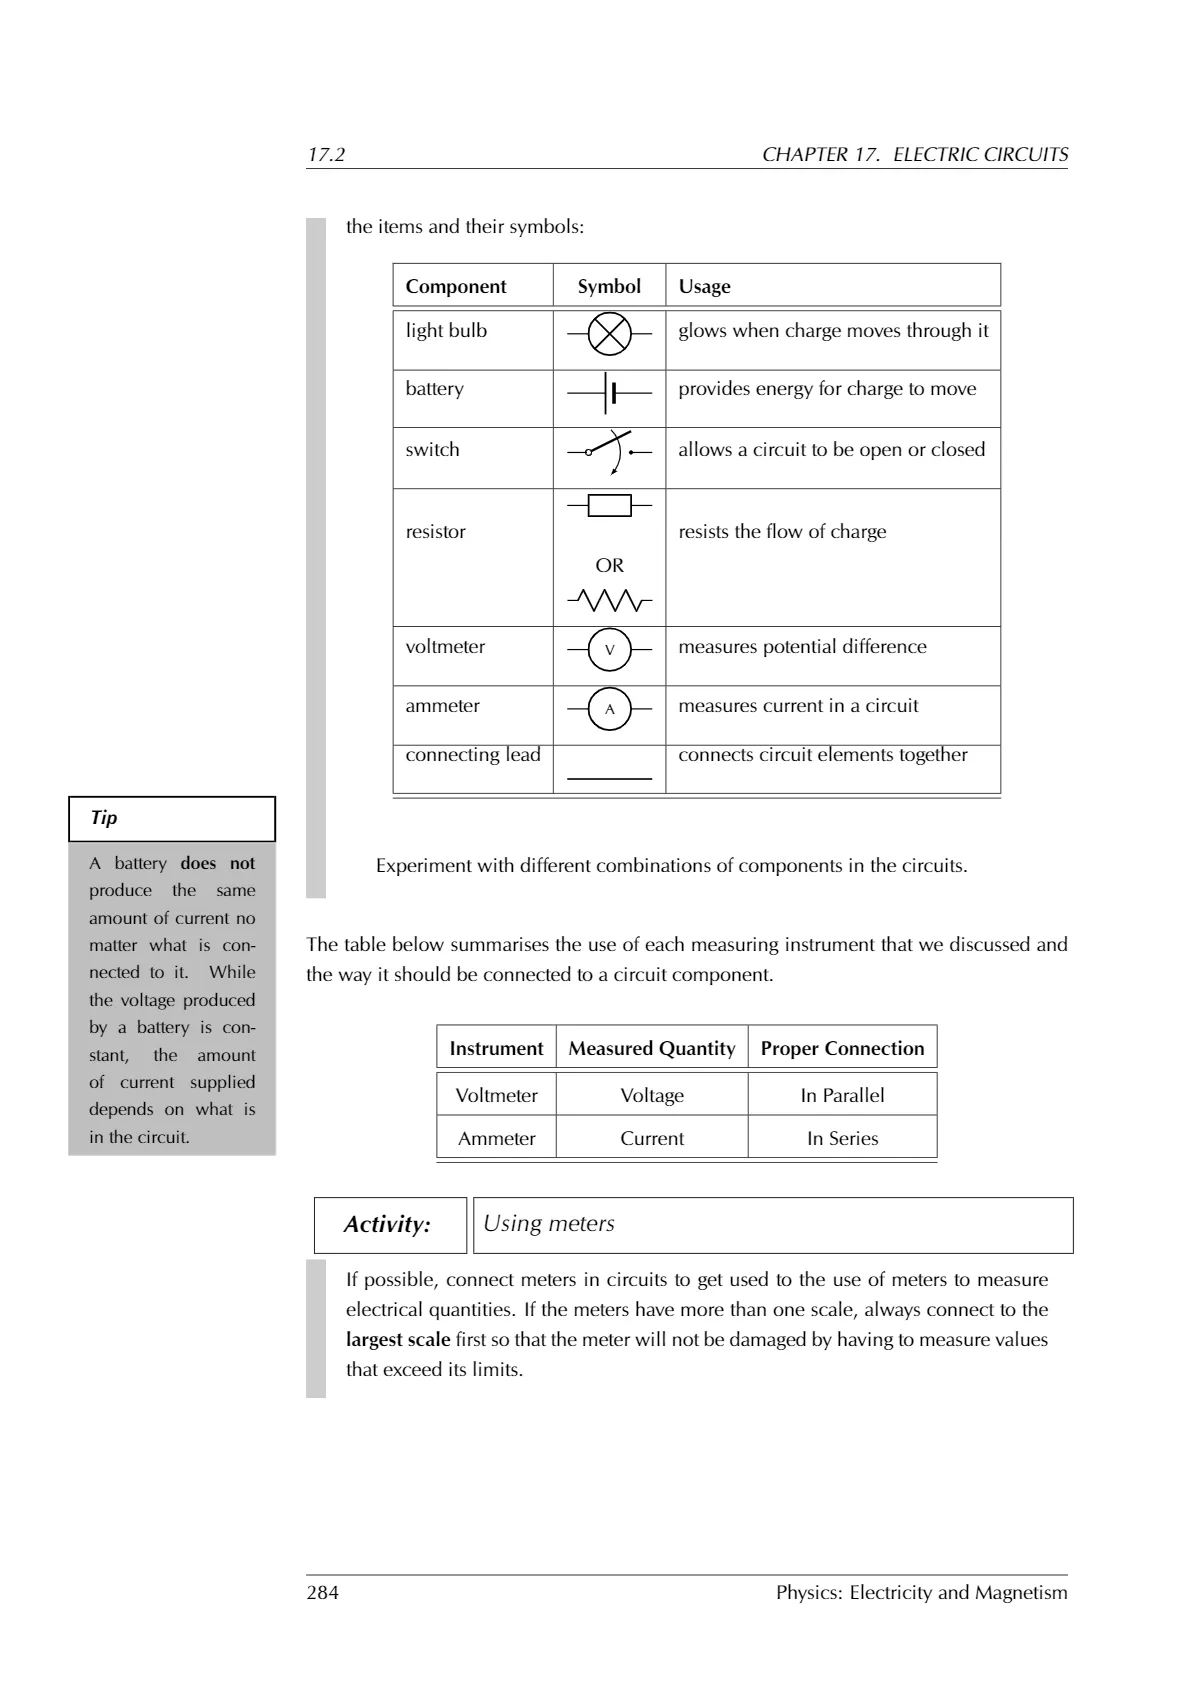 17.2 CHAPTER 17. ELECTRIC CIRCUITS
the items and their symbols:
Component Symbol Usage
light bulb glows when charge moves through it
battery provides energy for charge to move
switch allows a circuit to be open or closed
resistor resists the flow of charge
OR
voltmeter V measures potential difference
ammeter A measures current in a circuit
connecting lead connects circuit elements together
Experiment with different combinations of components in the circuits.
Tip
A battery does not
produce the same
amount of current no
matter what is con-
nected to it. While
the voltage produced
by a battery is con-
stant, the amount
of current supplied
depends on what is
in the circuit.
The table below summarises the use of each measuring instrument that we discussed and
the way it should be connected to a circuit component.
Instrument Measured Quantity Proper Connection
Voltmeter Voltage In Parallel
Ammeter Current In Series
Activity: Using meters
If possible, connect meters in circuits to get used to the use of meters to measure
electrical quantities. If the meters have more than one scale, always connect to the
largest scale first so that the meter will not be damaged by having to measure values
that exceed its limits.
284 Physics: Electricity and Magnetism